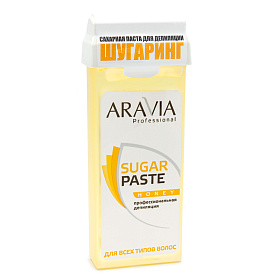 САХАРНАЯ ПАСТА ДЛЯ ДЕПИЛЯЦИИ
ШУГАРИНГ
ARAVIA
Professional
SUGAR
PASTE
HONEY
профессиональная
депиляция
ДЛЯ ВСЕХ ТИПОВ ВОЛОС